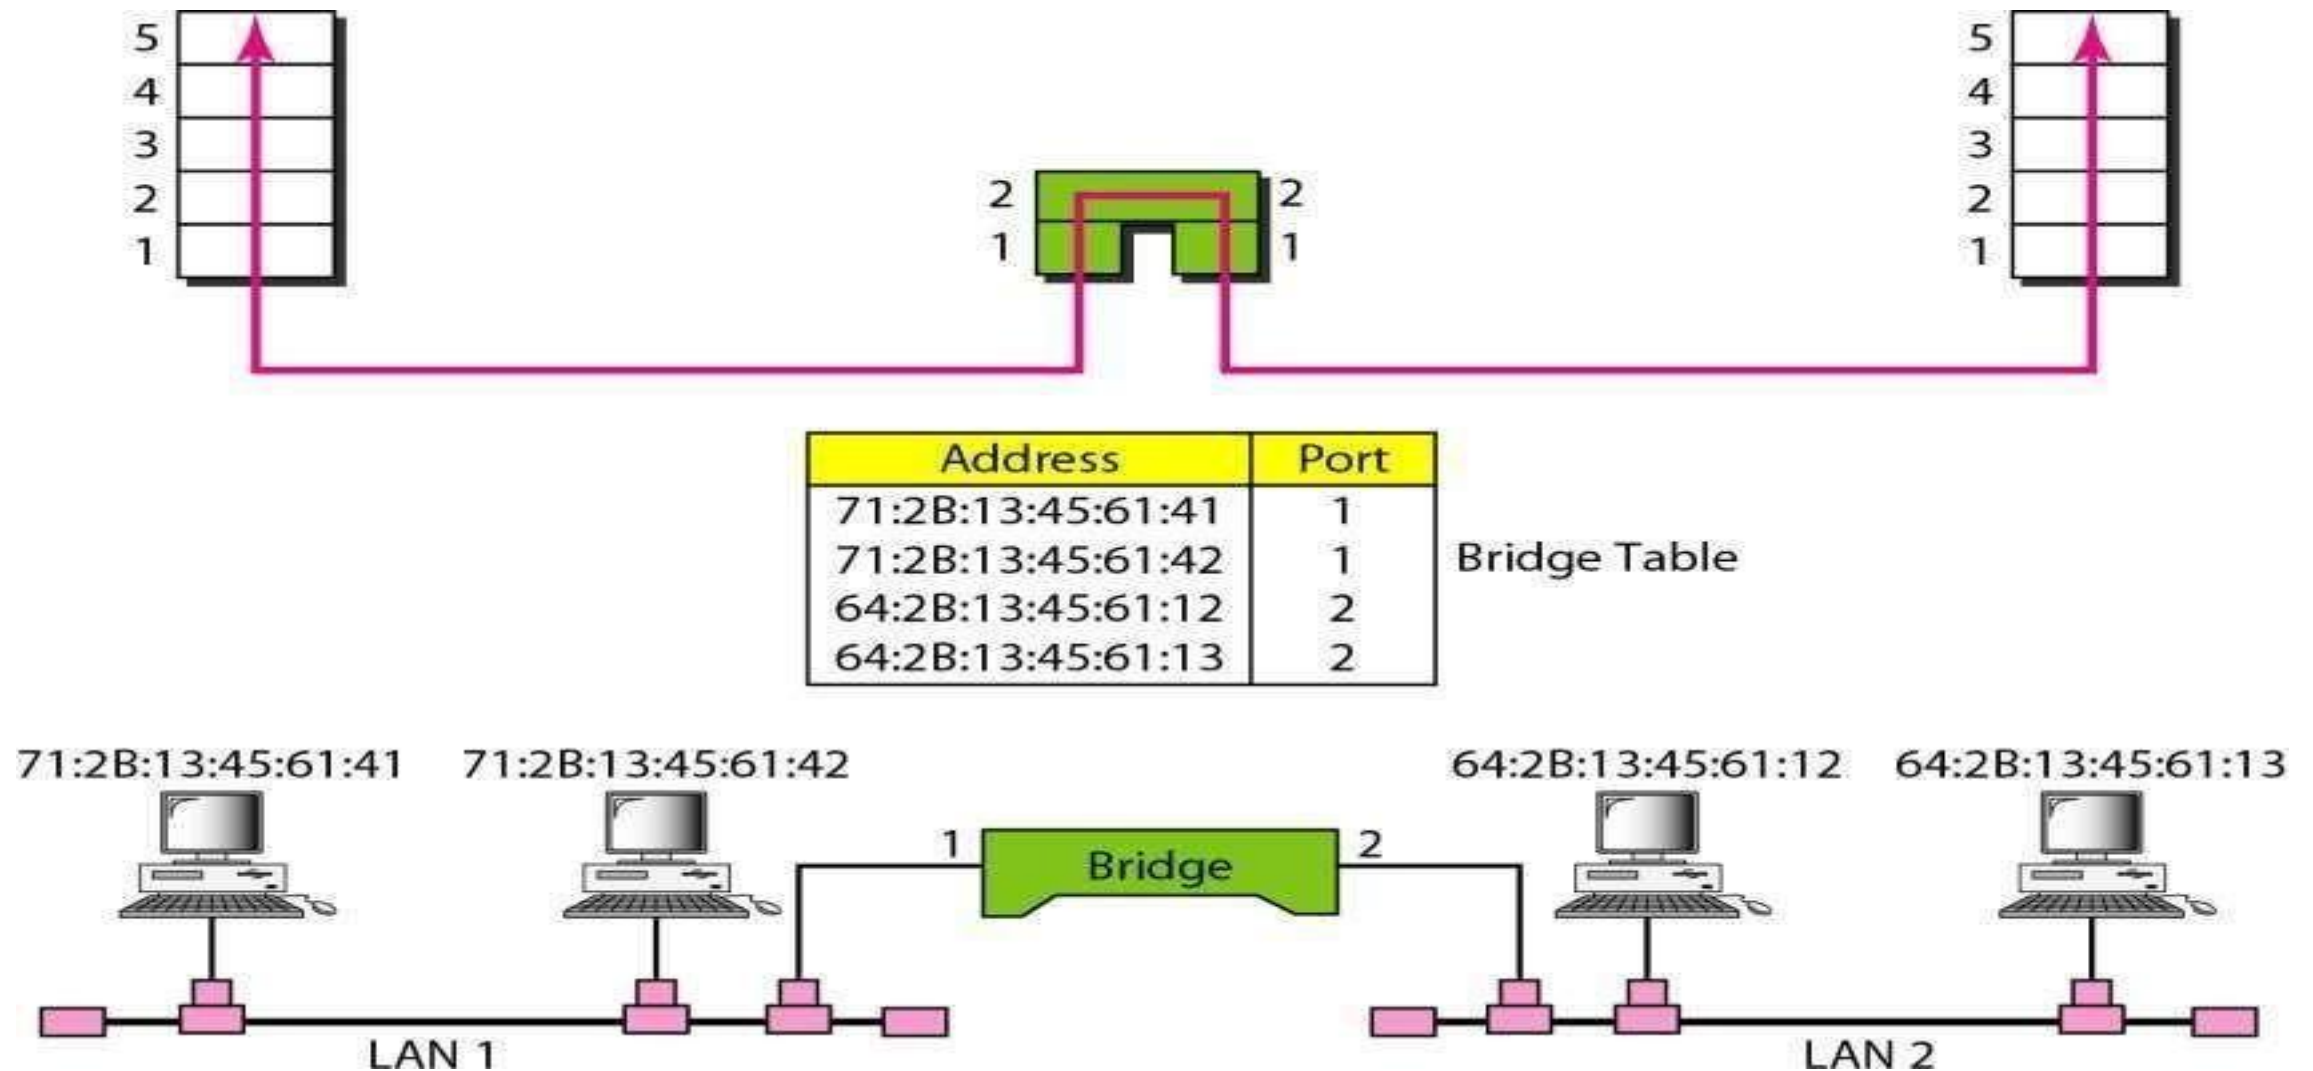 5 5
4 4
3 3
2 2 2 2
1 1 1 1
Address Port
71:2B:13:45:61:41 1
71:2B:13:45:61:42 1
Bridge Table
64:2B:13:45:61:12 2
64:2B:13:45:61:13 2
71:2B:13:45:61:41 71:2B:13:45:61:42 64:2B:13:45:61:12 64:2B:13:45:61:13
1 Bridge 2
LAN 1 LAN 2